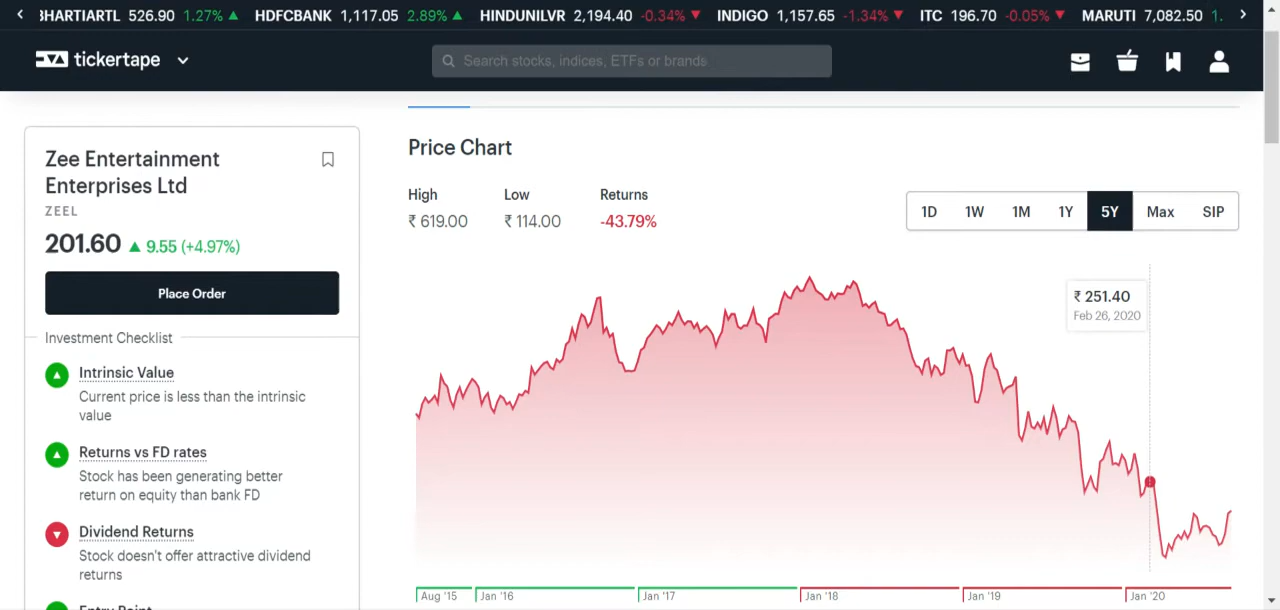 BHARTIARTL 526.90 1.27% ▲ HDFCBANK 1,117.05 2.89% ▲ HINDUNILVR 2,194.40 -0.34% ▼ INDIGO 1,157.65 -1.34% ▼ ITC 196.70 -0.05% ▼ MARUTI 7,082.50 1.
tickertape
Search stocks, indices, ETFs or brands
Zee Entertainment
Enterprises Ltd
ZEEL
201.60 ▲ 9.55 (+4.97%)
Place Order
Investment Checklist
Intrinsic Value
Current price is less than the intrinsic
value
Returns vs FD rates
Stock has been generating better
return on equity than bank FD
Dividend Returns
Stock doesn't offer attractive dividend
returns
Price Chart
High Low Returns
₹ 619.00 ₹ 114.00 -43.79%
1D 1W 1M 1Y 5Y Max SIP
₹ 251.40
Feb 26, 2020
Aug '15 Jan '16 Jan '17 Jan '18 Jan '19 Jan '20